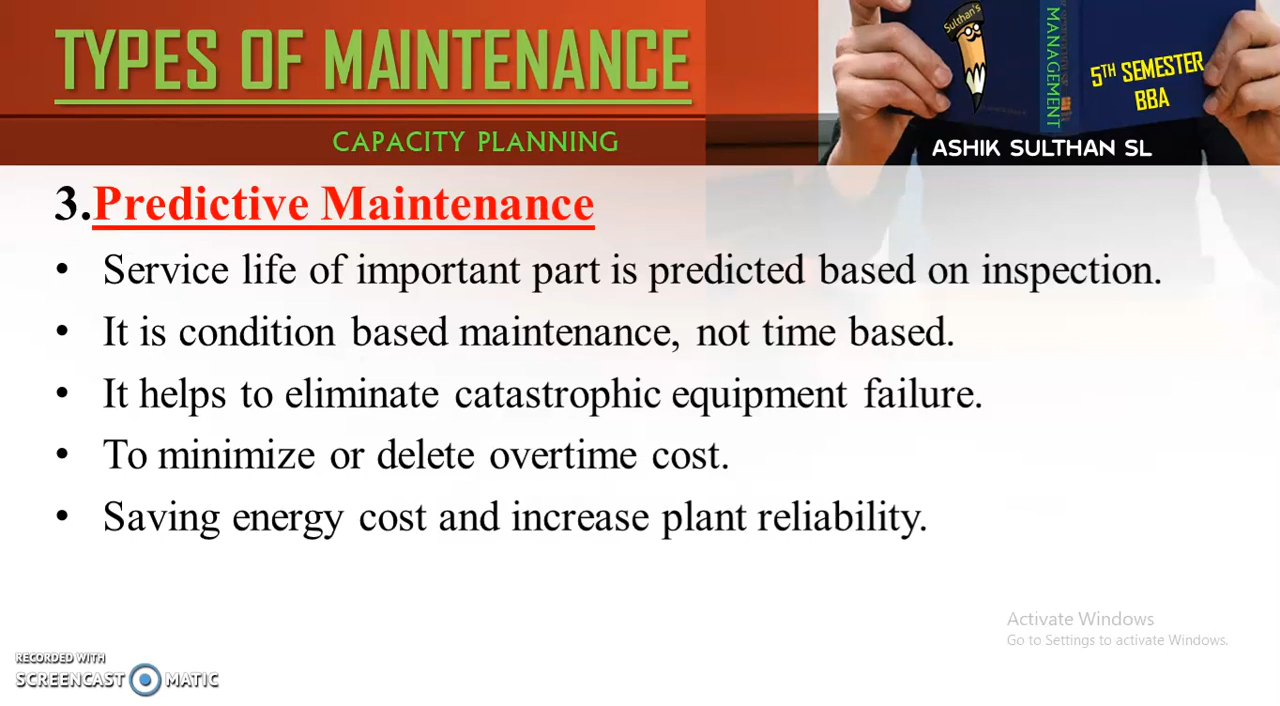 TYPES OF MAINTENANCE
CAPACITY PLANNING
Sulthan's
MANAGEMENT
5TH SEMESTER
BBA
ASHIK SULTHAN SL
3.Predictive Maintenance
• Service life of important part is predicted based on inspection.
• It is condition based maintenance, not time based.
• It helps to eliminate catastrophic equipment failure.
• To minimize or delete overtime cost.
• Saving energy cost and increase plant reliability.
Activate Windows
Go to Settings to activate Windows.
RECORDED WITH
SCREENCAST MATIC